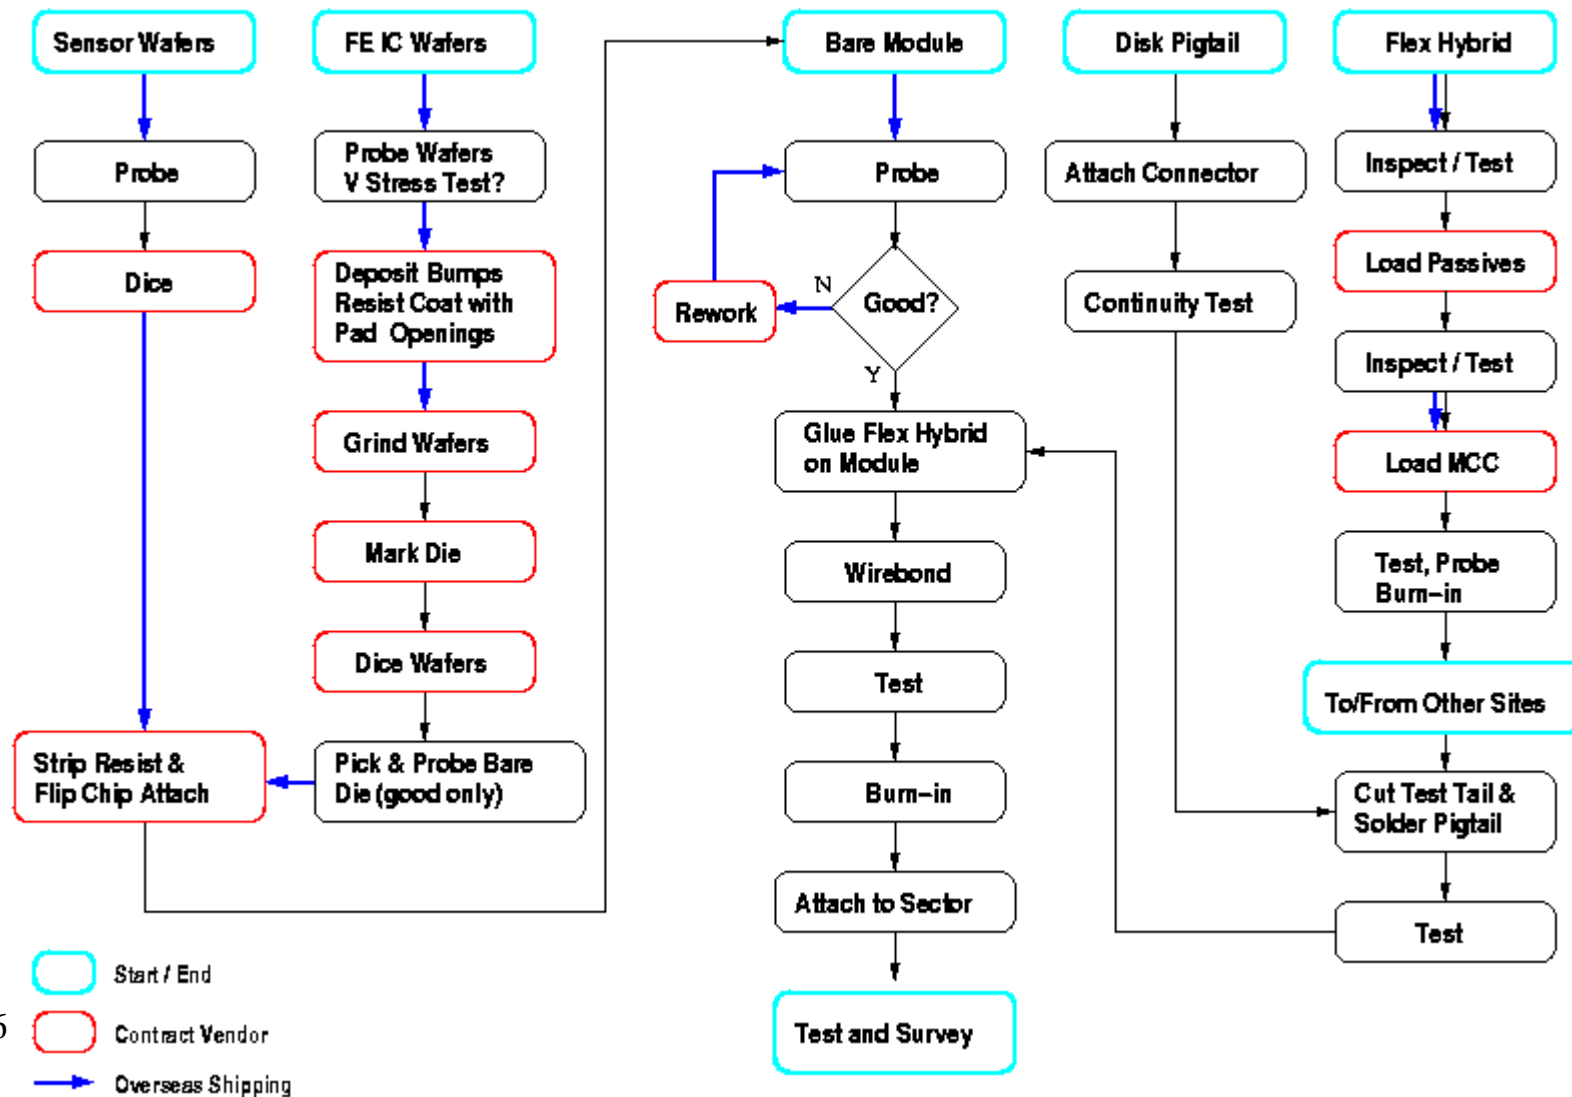 Sensor Wafers
Probe
Dice
Strip Resist &
Flip Chip Attach
FE IC Wafers
Probe Wafers
V Stress Test?
Deposit Bumps
Resist Coat with
Pad Openings
Grind Wafers
Mark Die
Dice Wafers
Pick & Probe Bare
Die (good only)
Bare Module
Probe
Good?
N
Rework
Y
Glue Flex Hybrid
on Module
Wirebond
Test
Burn-in
Attach to Sector
Test and Survey
Disk Pigtail
Attach Connector
Continuity Test
Flex Hybrid
Inspect / Test
Load Passives
Inspect / Test
Load MCC
Test, Probe
Burn-in
To/From Other Sites
Cut Test Tail &
Solder Pigtail
Test
Start / End
Contract Vendor
Overseas Shipping